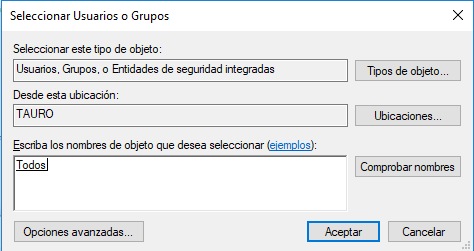 Seleccionar Usuarios o Grupos
Seleccionar este tipo de objeto:
Usuarios, Grupos, o Entidades de seguridad integradas
Tipos de objeto...
Desde esta ubicación:
TAURO
Ubicaciones...
Escriba los nombres de objeto que desea seleccionar (ejemplos):
Todos
Comprobar nombres
Opciones avanzadas...
Aceptar
Cancelar